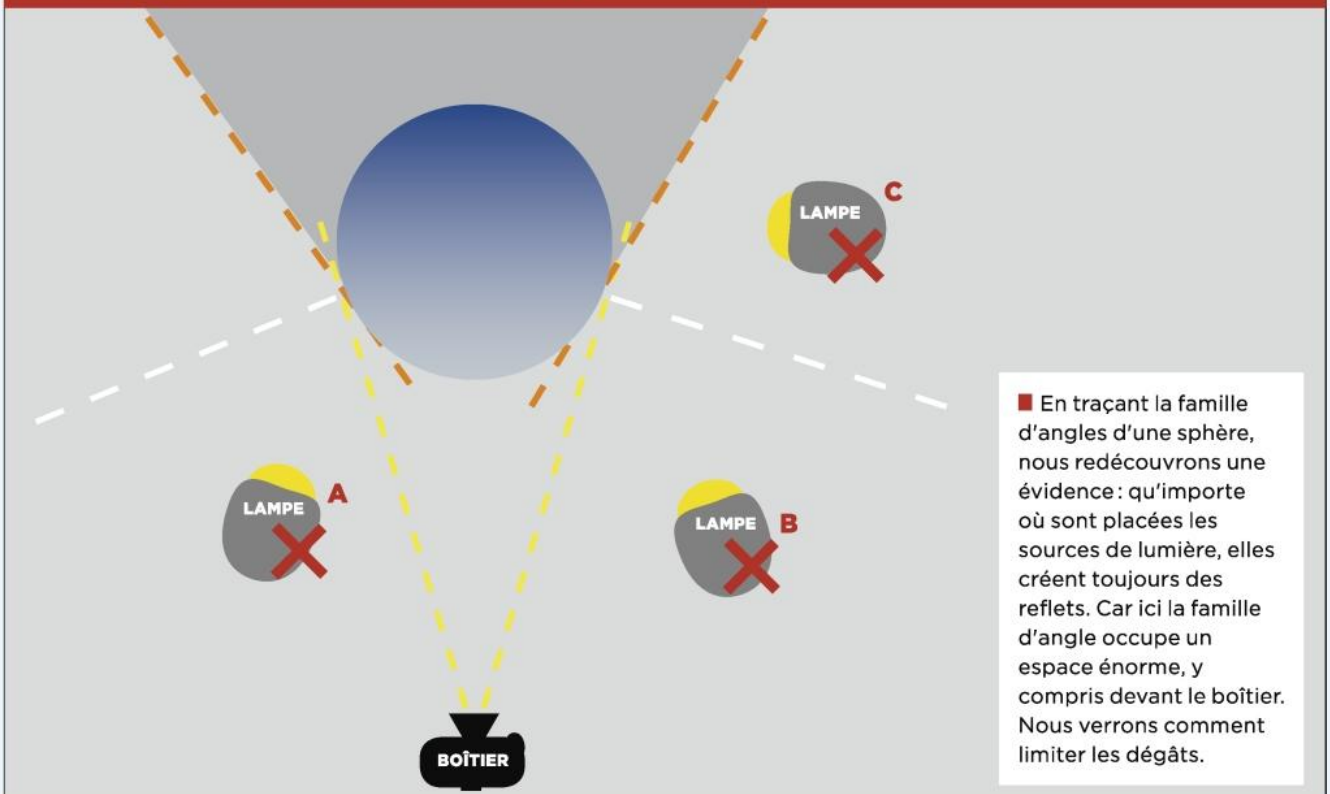 LAMPE
C
LAMPE
A
LAMPE
B
BOÎTIER
■ En traçant la famille
d'angles d'une sphère,
nous redécouvrons une
évidence : qu'importe
où sont placées les
sources de lumière, elles
créent toujours des
reflets. Car ici la famille
d'angle occupe un
espace énorme, y
compris devant le boîtier.
Nous verrons comment
limiter les dégâts.